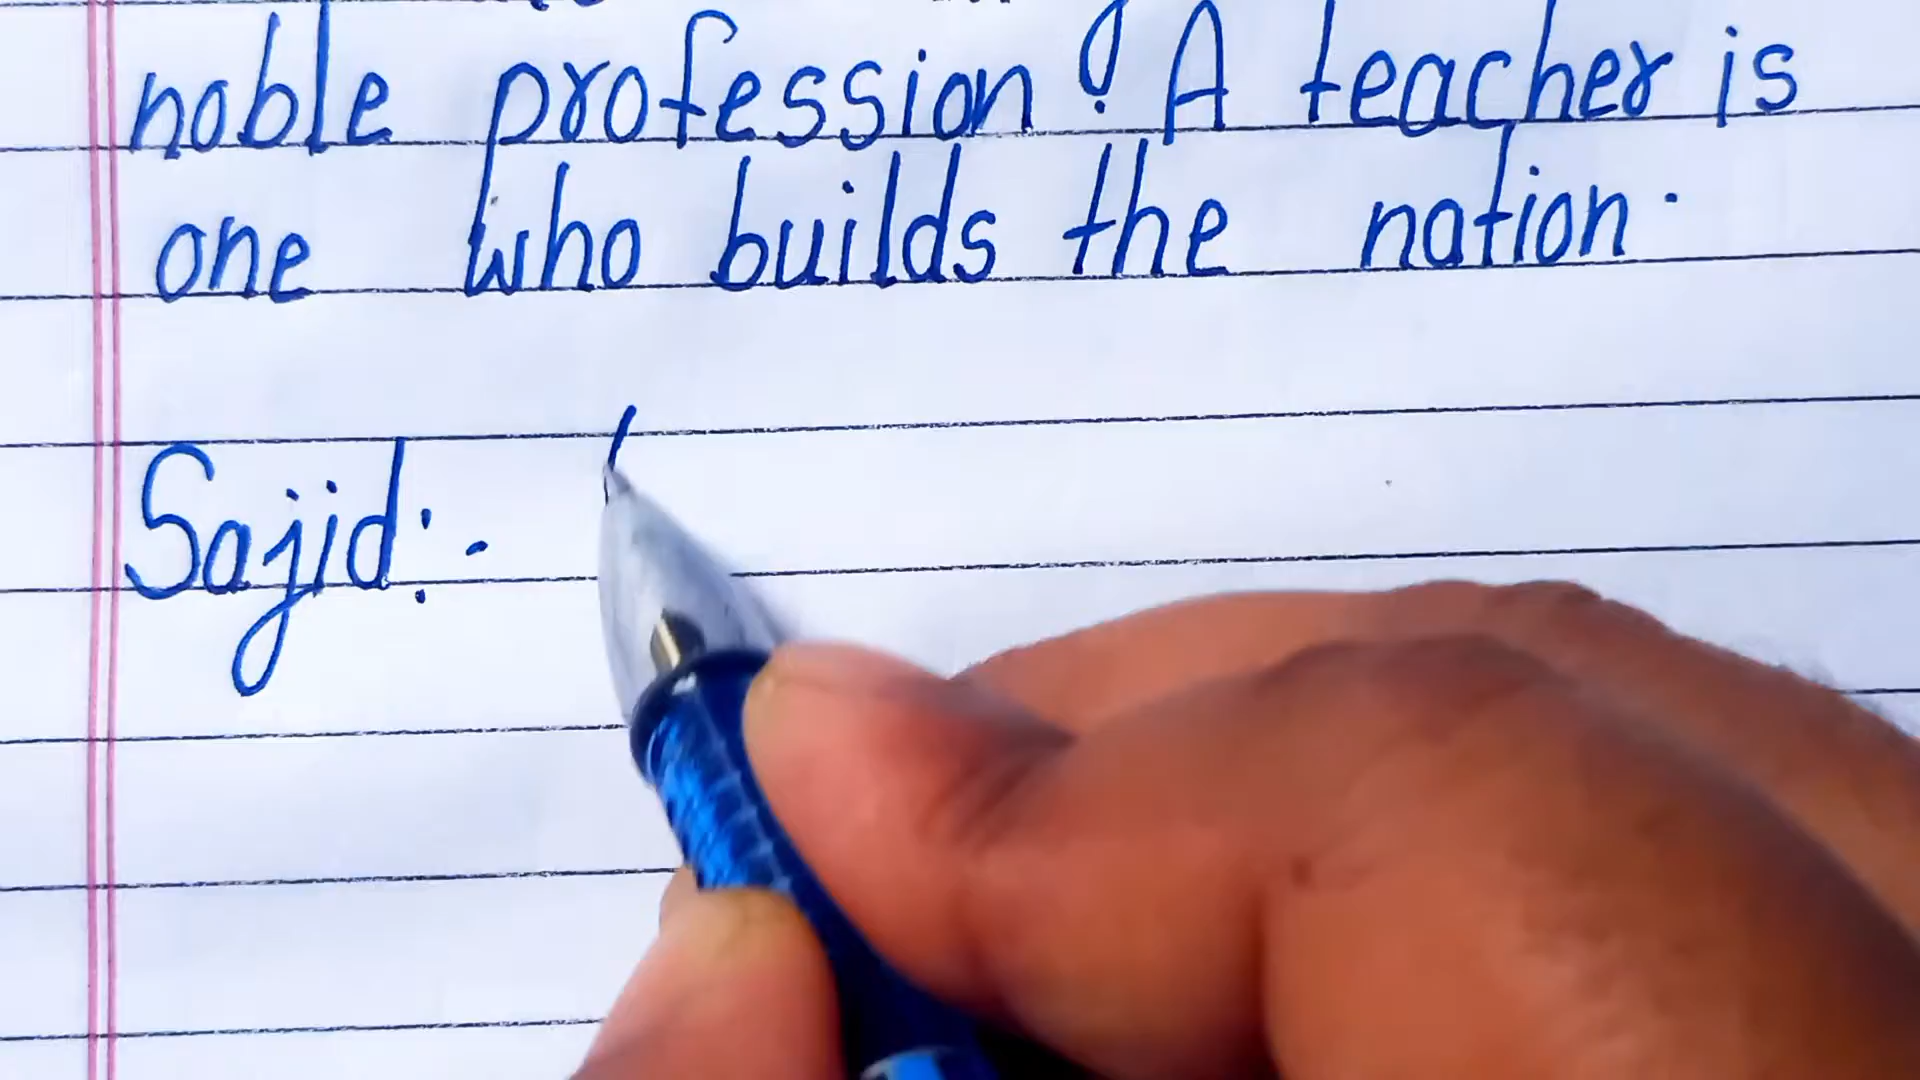 noble profession! A teacher is
one who builds the nation.
Sajid:-